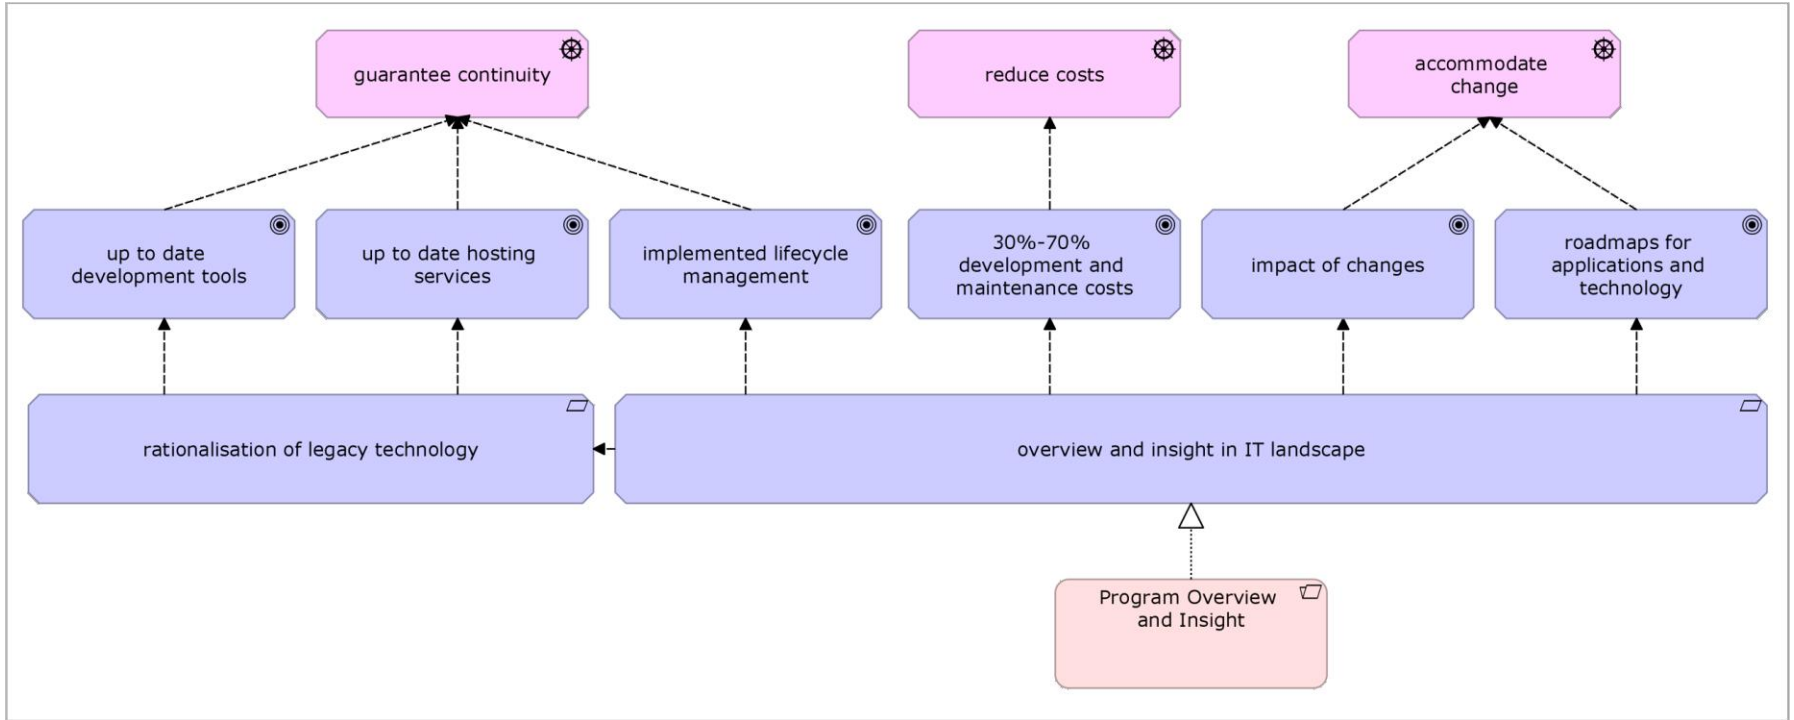 guarantee continuity
reduce costs
accommodate
change
up to date
development tools
up to date hosting
services
implemented lifecycle
management
30%-70%
development and
maintenance costs
impact of changes
roadmaps for
applications and
technology
rationalisation of legacy technology
overview and insight in IT landscape
Program Overview
and Insight